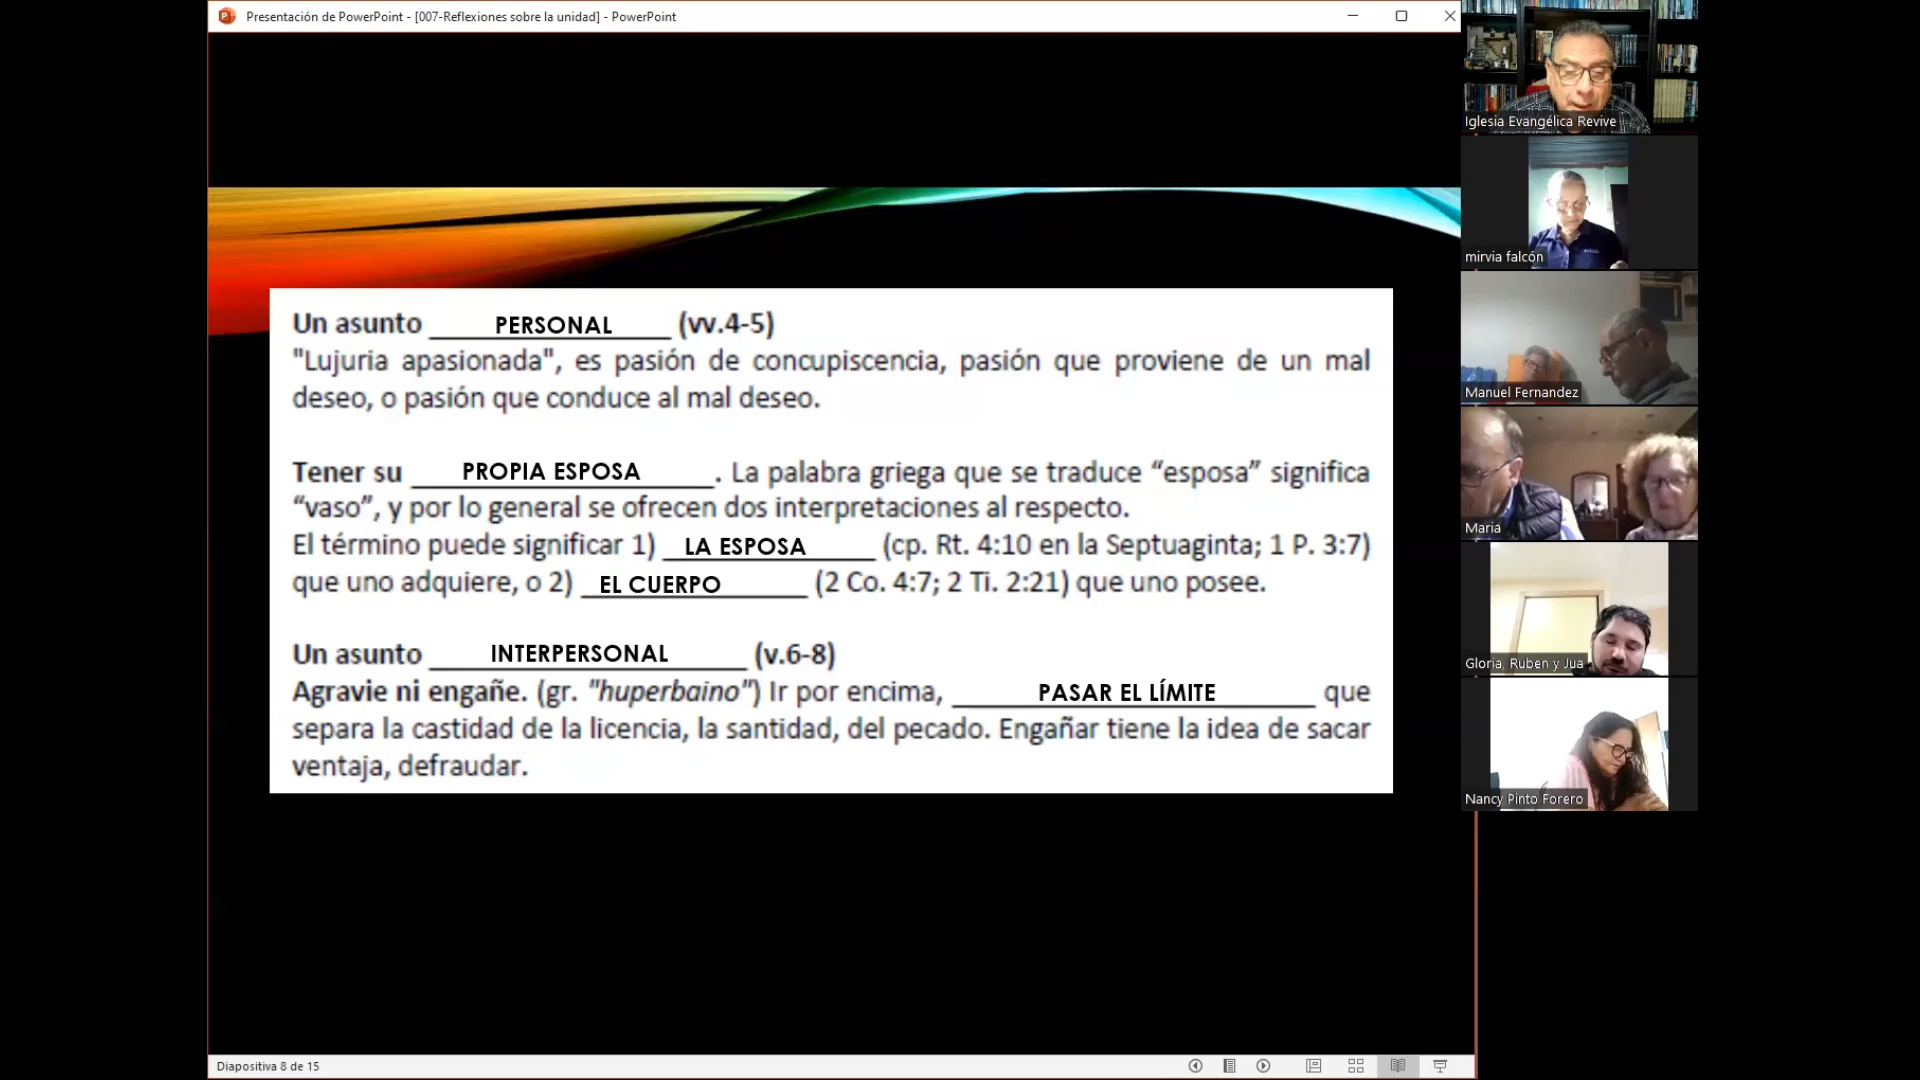 Presentación de PowerPoint - [007-Reflexiones sobre la unidad] - PowerPoint
Un asunto PERSONAL (vv.4-5)
"Lujuria apasionada", es pasión de concupiscencia, pasión que proviene de un mal
deseo, o pasión que conduce al mal deseo.
Tener su PROPIA ESPOSA. La palabra griega que se traduce “esposa” significa
“vaso”, y por lo general se ofrecen dos interpretaciones al respecto.
El término puede significar 1) LA ESPOSA (cp. Rt. 4:10 en la Septuaginta; 1 P. 3:7)
que uno adquiere, o 2) EL CUERPO (2 Co. 4:7; 2 Ti. 2:21) que uno posee.
Un asunto INTERPERSONAL (v.6-8)
Agravie ni engañe. (gr. "huperbaino") Ir por encima, PASAR EL LÍMITE que
separa la castidad de la licencia, la santidad, del pecado. Engañar tiene la idea de sacar
ventaja, defraudar.
Diapositiva 8 de 15
Iglesia Evangélica Revive
mirvia falcón
Manuel Fernandez
Maria
Gloria, Ruben y Jua
Nancy Pinto Forero